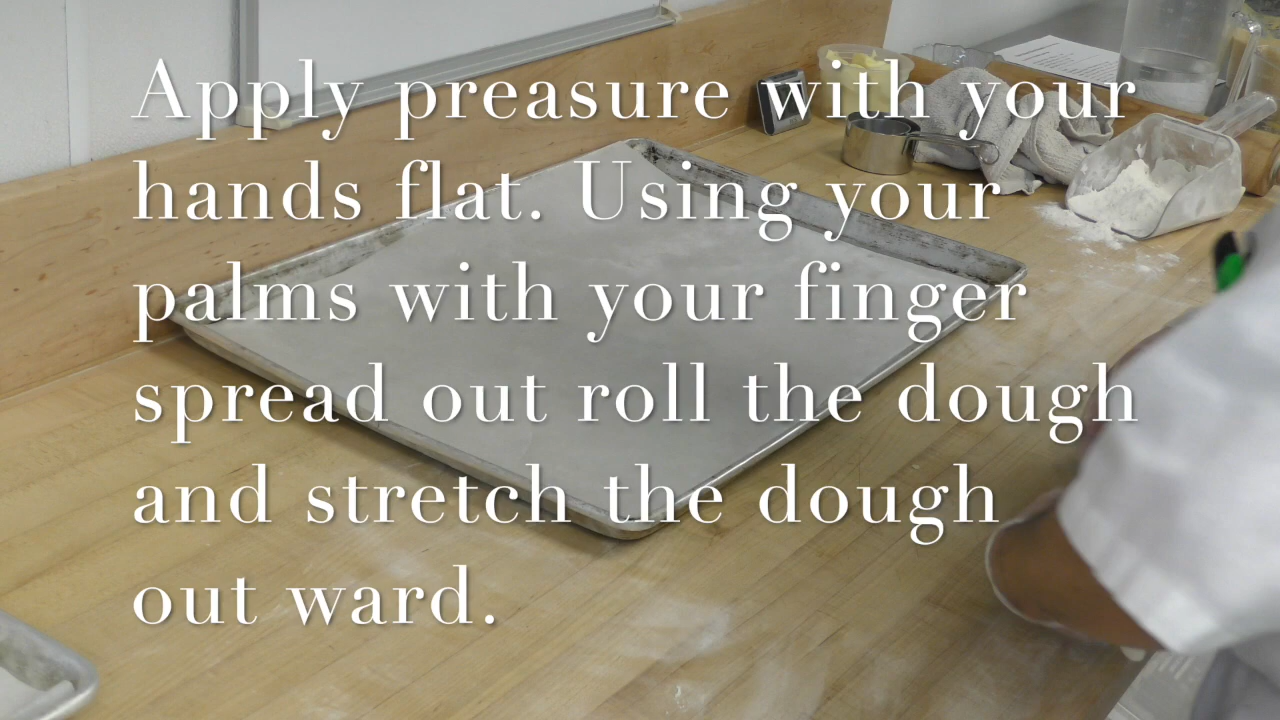 Apply preasure with your
hands flat. Using your
palms with your finger
spread out roll the dough
and stretch the dough
out ward.